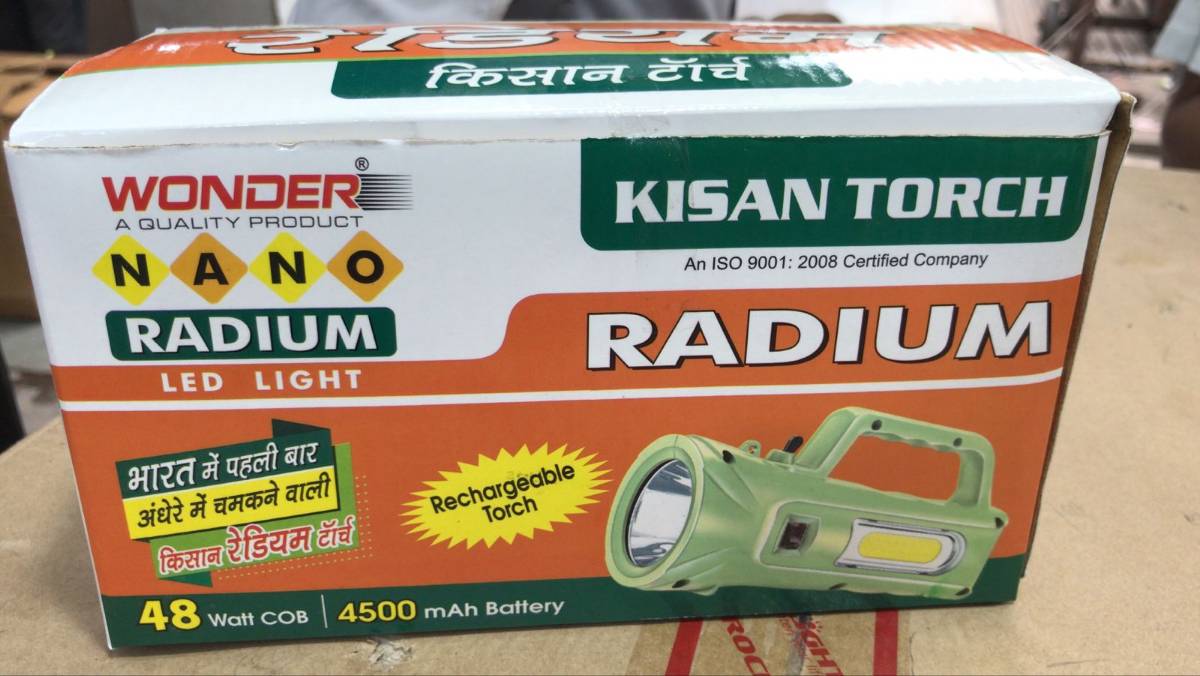 रेडियम
किसान टॉर्च
WONDER®
A QUALITY PRODUCT
NANO
RADIUM
LED LIGHT
KISAN TORCH
An ISO 9001: 2008 Certified Company
RADIUM
भारत में पहली बार
अंधेरे में चमकने वाली
किसान रेडियम टॉर्च
Rechargeable
Torch
48 Watt COB | 4500 mAh Battery